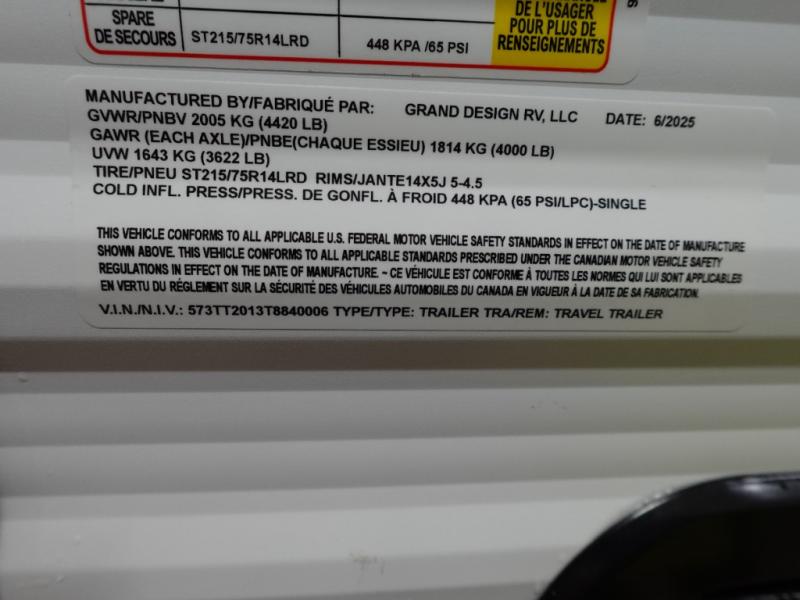 DE L'USAGER
POUR PLUS DE
RENSEIGNEMENTS
SPARE
DE SECOURS
ST215/75R14LRD
448 KPA /65 PSI
MANUFACTURED BY/FABRIQUÉ PAR: GRAND DESIGN RV, LLC DATE: 6/2025
GVWR/PNBV 2005 KG (4420 LB)
GAWR (EACH AXLE)/PNBE(CHAQUE ESSIEU) 1814 KG (4000 LB)
UVW 1643 KG (3622 LB)
TIRE/PNEU ST215/75R14LRD RIMS/JANTE14X5J 5-4.5
COLD INFL. PRESS/PRESS. DE GONFL. À FROID 448 KPA (65 PSI/LPC)-SINGLE
THIS VEHICLE CONFORMS TO ALL APPLICABLE U.S. FEDERAL MOTOR VEHICLE SAFETY STANDARDS IN EFFECT ON THE DATE OF MANUFACTURE
SHOWN ABOVE. THIS VEHICLE CONFORMS TO ALL APPLICABLE STANDARDS PRESCRIBED UNDER THE CANADIAN MOTOR VEHICLE SAFETY
REGULATIONS IN EFFECT ON THE DATE OF MANUFACTURE. ~ CE VÉHICULE EST CONFORME À TOUTES LES NORMES QUI LUI SONT APPLICABLES
EN VERTU DU RÉGLEMENT SUR LA SÉCURITÉ DES VÉHICULES AUTOMOBILES DU CANADA EN VIGUEUR À LA DATE DE SA FABRICATION.
V.I.N./N.I.V.: 573TT2013T8840006 TYPE/TYPE: TRAILER TRA/REM: TRAVEL TRAILER